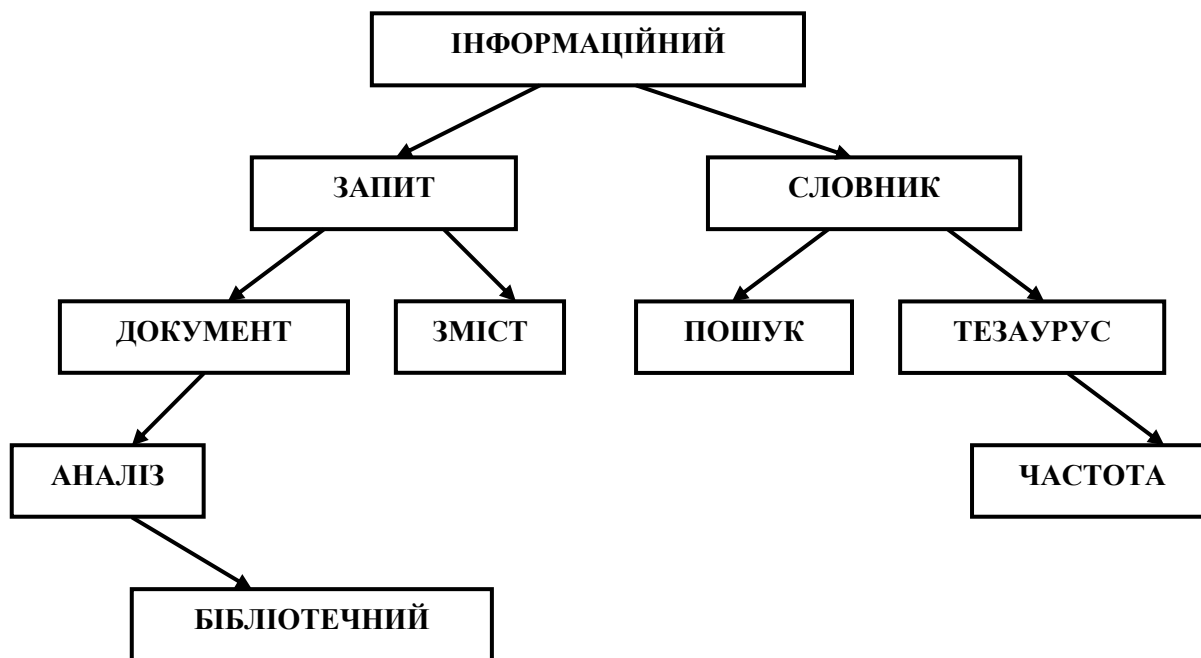 ІНФОРМАЦІЙНИЙ
ЗАПИТ
СЛОВНИК
ДОКУМЕНТ
ЗМІСТ
ПОШУК
ТЕЗАУРУС
АНАЛІЗ
ЧАСТОТА
БІБЛІОТЕЧНИЙ